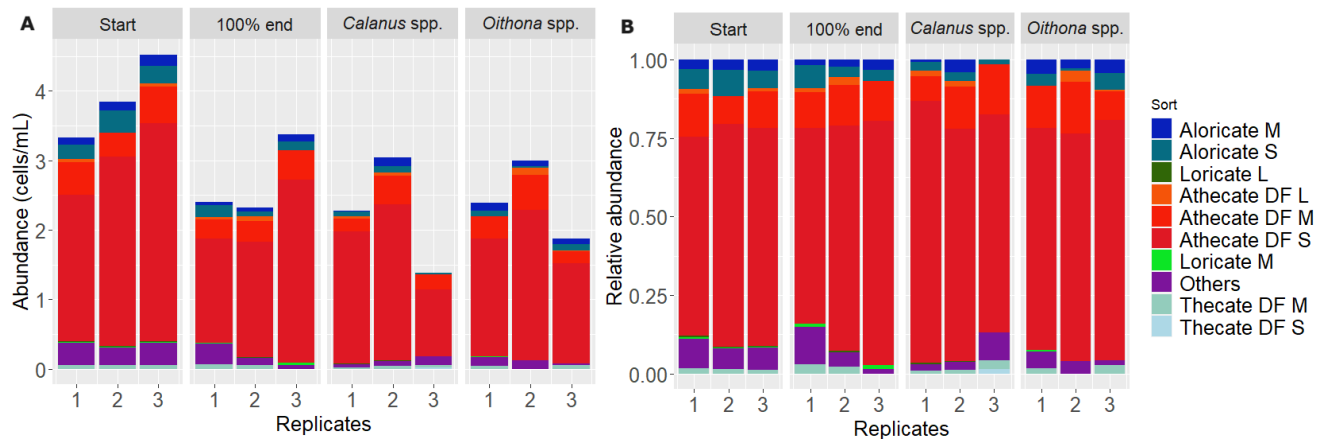 A
Start
100% end
Calanus spp.
Oithona spp.
Abundance (cells/mL)
4
3
2
1
0
1 2 3
1 2 3
1 2 3
1 2 3
Replicates
B
Start
100% end
Calanus spp.
Oithona spp.
Relative abundance
1.00
0.75
0.50
0.25
0.00
1 2 3
1 2 3
1 2 3
1 2 3
Replicates
Sort
Aloricate M
Aloricate S
Loricate L
Athecate DF L
Athecate DF M
Athecate DF S
Loricate M
Others
Thecate DF M
Thecate DF S